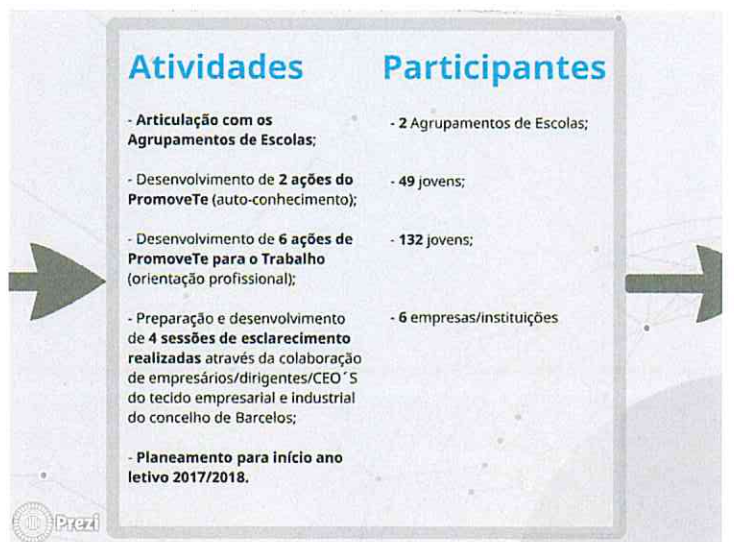 Atividades
Participantes
- Articulação com os
Agrupamentos de Escolas;
- 2 Agrupamentos de Escolas;
- Desenvolvimento de 2 ações do
PromoveTe (auto-conhecimento);
- 49 jovens;
- Desenvolvimento de 6 ações de
PromoveTe para o Trabalho
(orientação profissional);
- 132 jovens;
- Preparação e desenvolvimento
de 4 sessões de esclarecimento
realizadas através da colaboração
de empresários/dirigentes/CEO´S
do tecido empresarial e industrial
do concelho de Barcelos;
- 6 empresas/instituições
- Planeamento para início ano
letivo 2017/2018.
Prezi